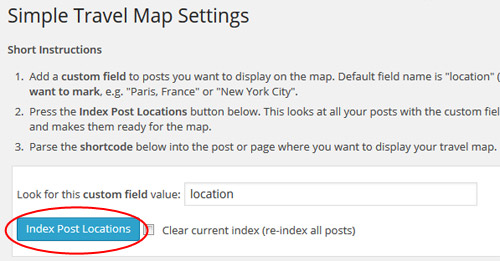 Simple Travel Map Settings
Short Instructions
1. Add a custom field to posts you want to display on the map. Default field name is "location" (
want to mark, e.g. "Paris, France" or "New York City".
2. Press the Index Post Locations button below. This looks at all your posts with the custom fiel
and makes them ready for the map.
3. Parse the shortcode below into the post or page where you want to display your travel map.
Look for this custom field value: location
Index Post Locations Clear current index (re-index all posts)